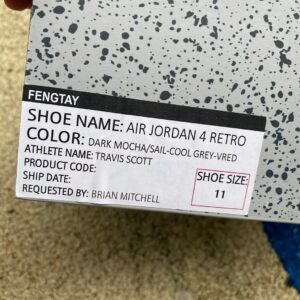 FENGTAY
SHOE NAME: AIR JORDAN 4 RETRO
COLOR: DARK MOCHA/SAIL-COOL GREY-VRED
ATHLETE NAME: TRAVIS SCOTT
PRODUCT CODE:
SHIP DATE:
REQUESTED BY: BRIAN MITCHELL
SHOE SIZE:
11